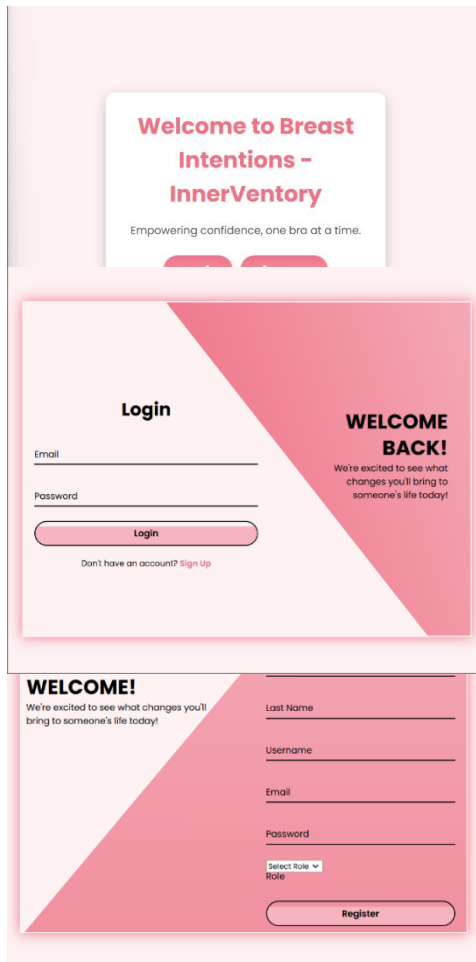 Welcome to Breast
Intentions -
InnerVentory
Empowering confidence, one bra at a time.
Login
WELCOME
BACK!
Email
We're excited to see what
changes you'll bring to
someone's life today!
Password
Login
Don't have an account? Sign Up
WELCOME!
We're excited to see what changes you'll
bring to someone's life today!
Last Name
Username
Email
Password
Select Role
Role
Register